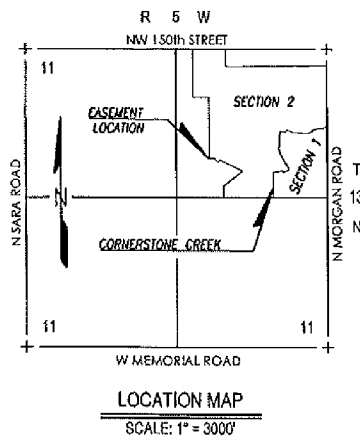 R 5 W
NW 150th STREET
11
SECTION 2
EASEMENT
LOCATION
SECTION 1
N SARA ROAD
N
N MORGAN ROAD
T
13
N
CORNERSTONE CREEK
11
11
W MEMORIAL ROAD
LOCATION MAP
SCALE: 1" = 3000'